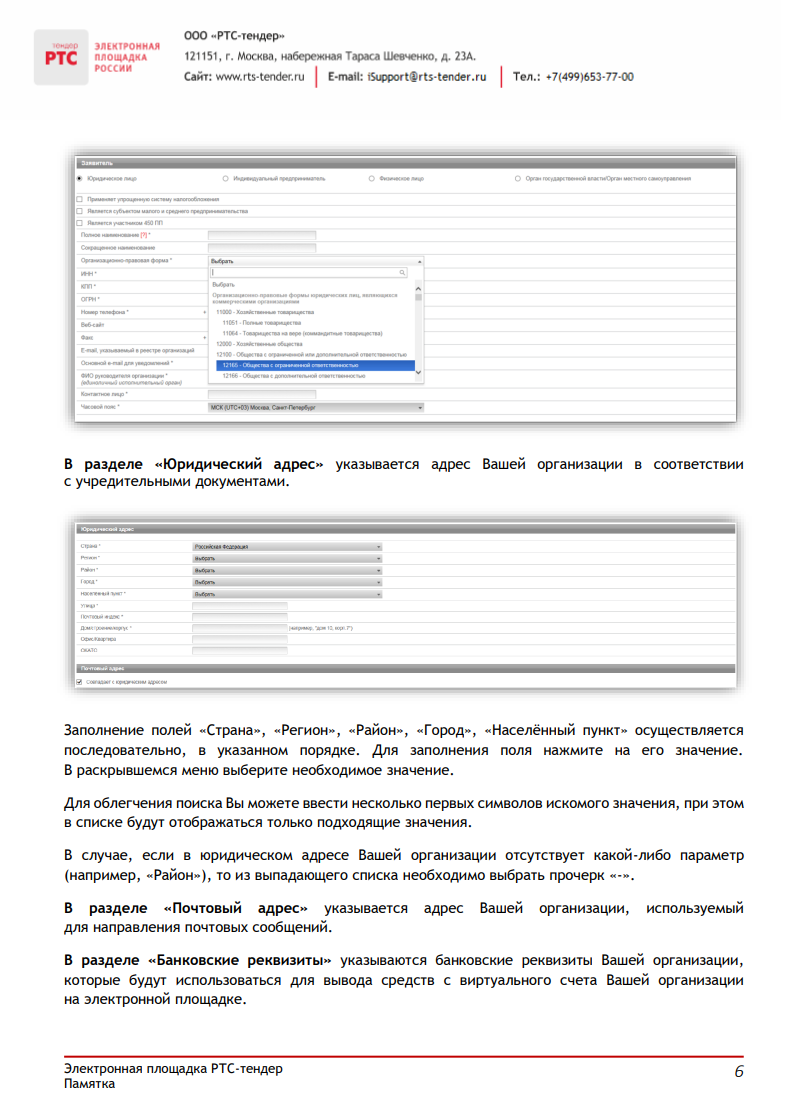 тендер
РТС
ЭЛЕКТРОННАЯ
ПЛОЩАДКА
РОССИИ
ООО «РТС-тендер»
121151, г. Москва, набережная Тараса Шевченко, д. 23А.
Сайт: www.rts-tender.ru | E-mail: iSupport@rts-tender.ru | Тел.: +7(499)653-77-00
Заявитель
Юридическое лицо Индивидуальный предприниматель Физическое лицо Орган государственной власти/Орган местного самоуправления
Применяет упрощенную систему налогообложения
Является субъектом малого и среднего предпринимательства
Является участником 450 ПП
Полное наименование [?] *
Сокращенное наименование
Организационно-правовая форма * Выбрать
ИНН *
Выбрать
КПП *
Организационно правовые формы юридических лиц, являющихся
коммерческими организациями
ОГРН *
11000 - Хозяйственные товарищества
Номер телефона * +
11051 - Полные товарищества
Веб-сайт
11064 - Товарищества на вере (коммандитные товарищества)
Факс +
12000 - Хозяйственные общества
E-mail, указываемый в реестре организаций
12100 - Общества с ограниченной или дополнительной ответственностью
Основной e-mail для уведомлений *
12165 - Общества с ограниченной ответственностью
ФИО руководителя организации *
(единоличный исполнительный орган)
12166 - Общества с дополнительной ответственностью
Контактное лицо *
Часовой пояс * МСК (UTC+03) Москва, Санкт-Петербург
В разделе «Юридический адрес» указывается адрес Вашей организации в соответствии
с учредительными документами.
Юридический адрес
Страна * Российская Федерация
Регион * Выбрать
Район * Выбрать
Город * Выбрать
Населенный пункт * Выбрать
Улица *
Почтовый индекс *
Дом/строение/корпус * (например, "дом 10, корп.7")
Офис/Квартира
ОКАТО
Почтовый адрес
Совпадает с юридическим адресом
Заполнение полей «Страна», «Регион», «Район», «Город», «Населённый пункт» осуществляется
последовательно, в указанном порядке. Для заполнения поля нажмите на его значение.
В раскрывшемся меню выберите необходимое значение.
Для облегчения поиска Вы можете ввести несколько первых символов искомого значения, при этом
в списке будут отображаться только подходящие значения.
В случае, если в юридическом адресе Вашей организации отсутствует какой-либо параметр
(например, «Район»), то из выпадающего списка необходимо выбрать прочерк «-».
В разделе «Почтовый адрес» указывается адрес Вашей организации, используемый
для направления почтовых сообщений.
В разделе «Банковские реквизиты» указываются банковские реквизиты Вашей организации,
которые будут использоваться для вывода средств с виртуального счета Вашей организации
на электронной площадке.
Электронная площадка РТС-тендер 6
Памятка